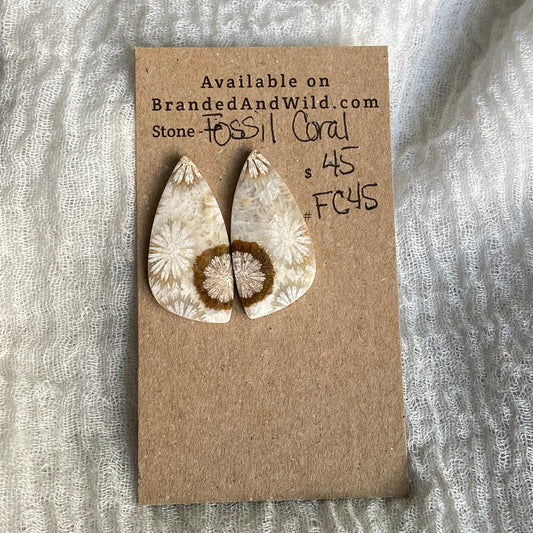 Available on
BrandedAndWild.com
Stone-Fossil Coral
$ 45
# FC45